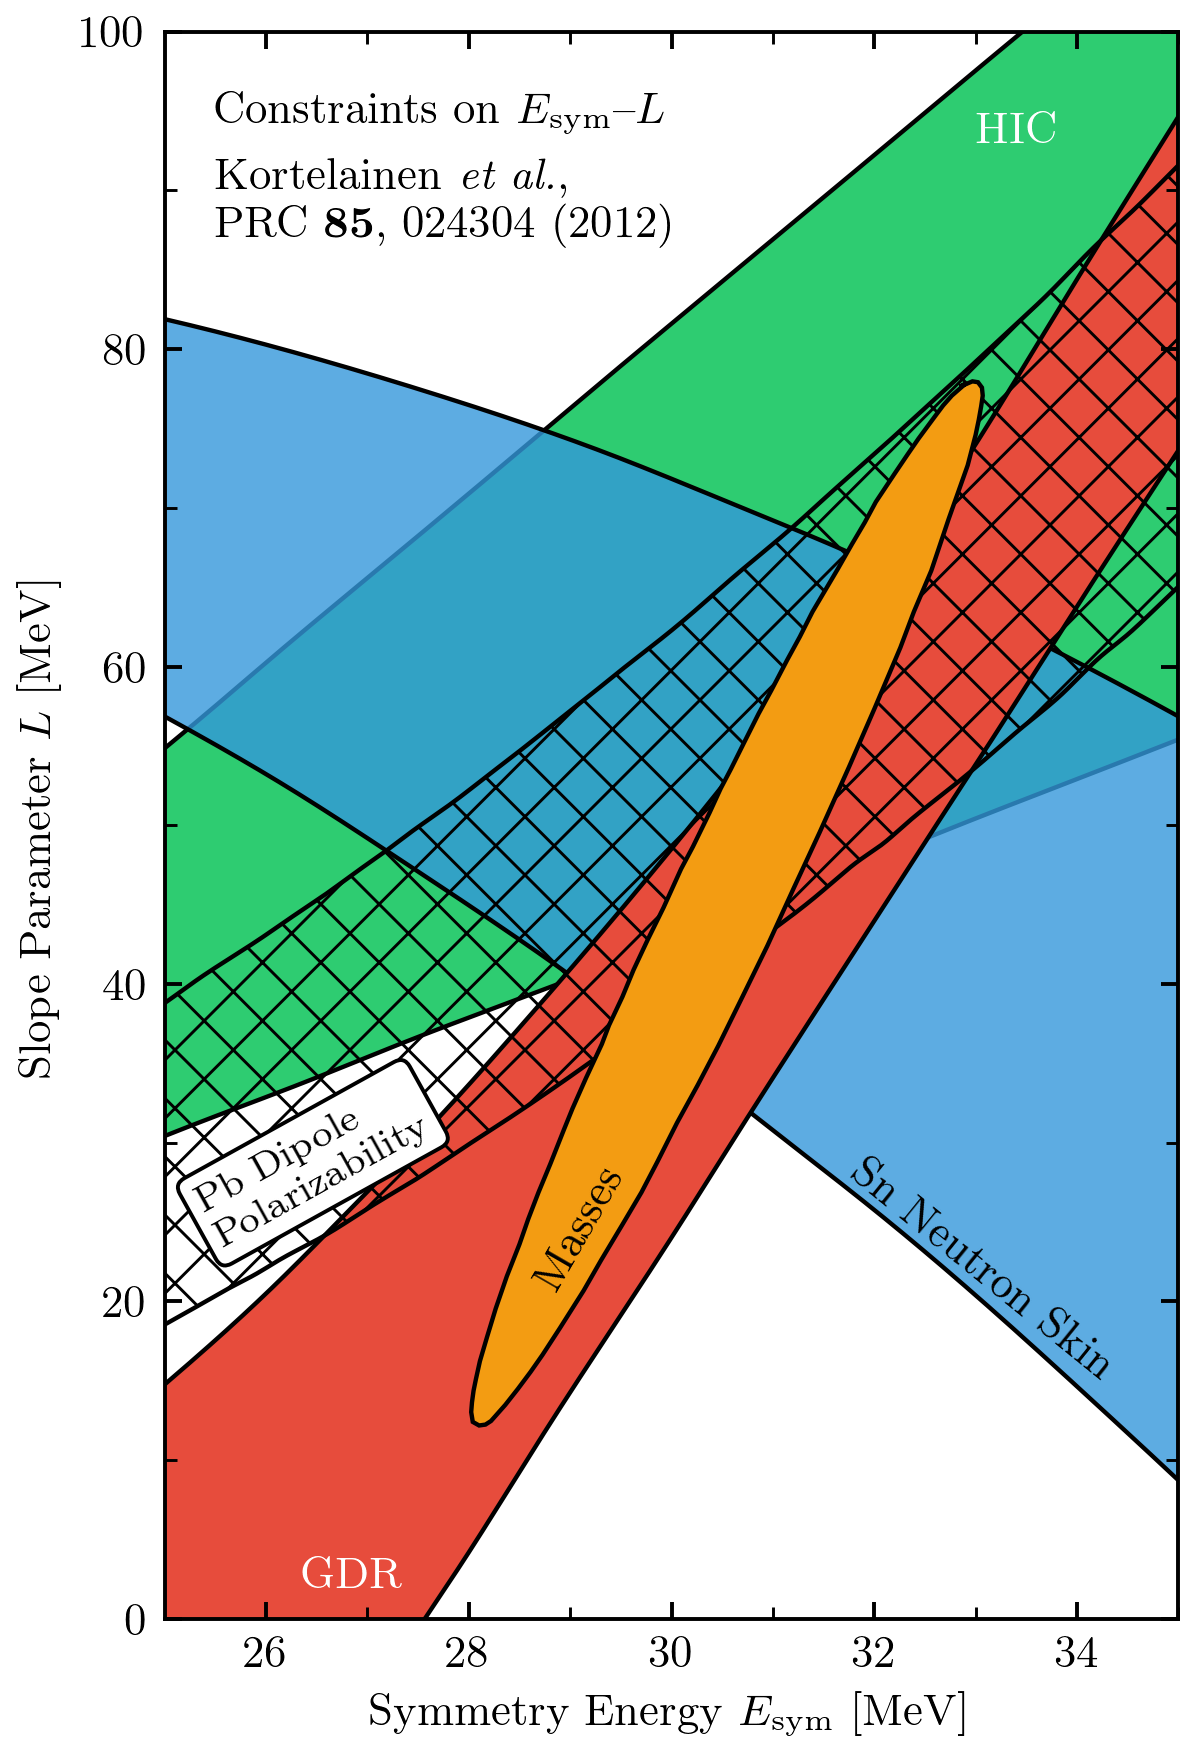 Constraints on E_sym–L
Kortelainen et al.,
PRC 85, 024304 (2012)
HIC
Pb Dipole
Polarizability
Masses
Sn Neutron Skin
GDR
Slope Parameter L [MeV]
100
80
60
40
20
0
26 28 30 32 34
Symmetry Energy E_sym [MeV]